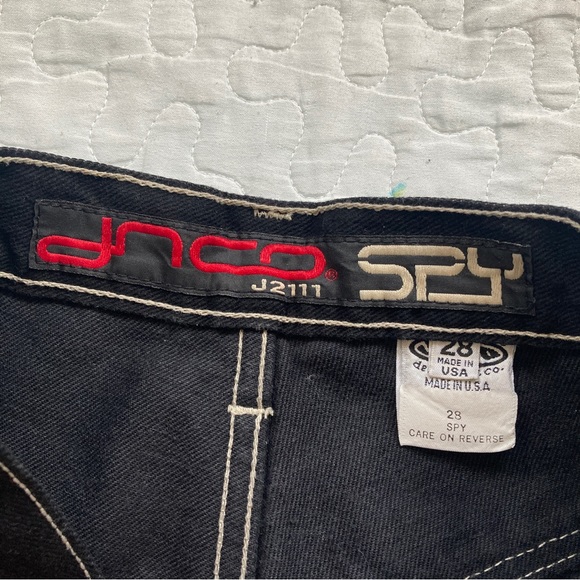 JNCO® SPY
J2111
28
MADE IN
USA
MADE IN U.S.A
28
SPY
CARE ON REVERSE